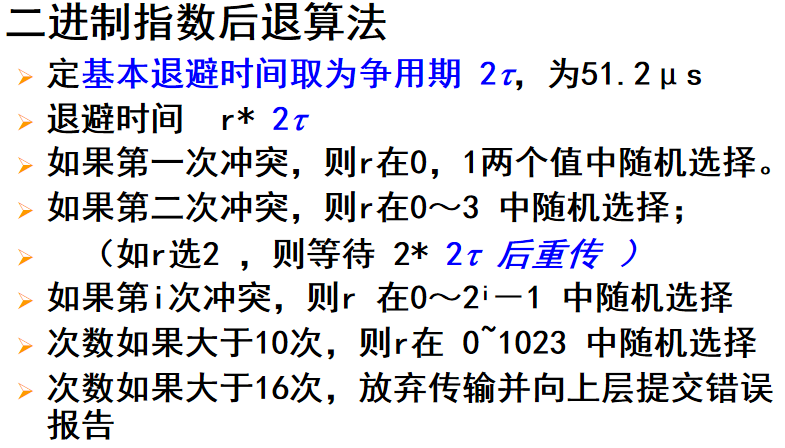 二进制指数后退算法
定基本退避时间取为争用期 2τ，为51.2μs
退避时间 r* 2τ
如果第一次冲突，则r在0，1两个值中随机选择。
如果第二次冲突，则r在0～3 中随机选择；
（如r选2 ，则等待 2* 2τ 后重传 ）
如果第i次冲突，则r 在0～2ⁱ－1 中随机选择
次数如果大于10次，则r在 0~1023 中随机选择
次数如果大于16次，放弃传输并向上层提交错误
报告